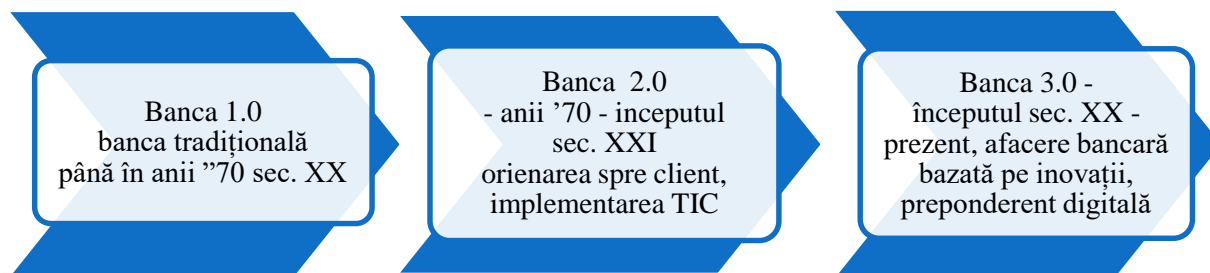 Banca 1.0
banca tradițională
până în anii ”70 sec. XX
Banca  2.0
- anii ’70 - inceputul
sec. XXI
orienarea spre client,
implementarea TIC
Banca 3.0 -
începutul sec. XX -
prezent, afacere bancară
bazată pe inovații,
preponderent digitală